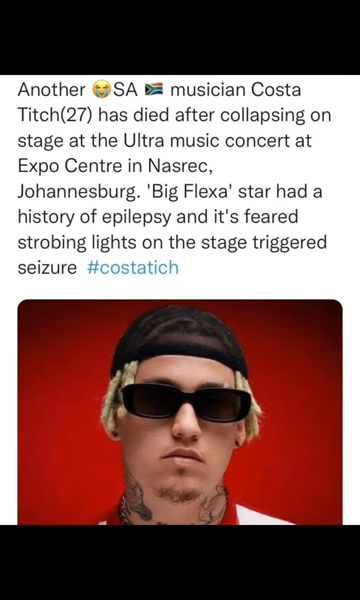 Another 😭SA 🇿🇦 musician Costa
Titch(27) has died after collapsing on
stage at the Ultra music concert at
Expo Centre in Nasrec,
Johannesburg. 'Big Flexa' star had a
history of epilepsy and it's feared
strobing lights on the stage triggered
seizure #costatich